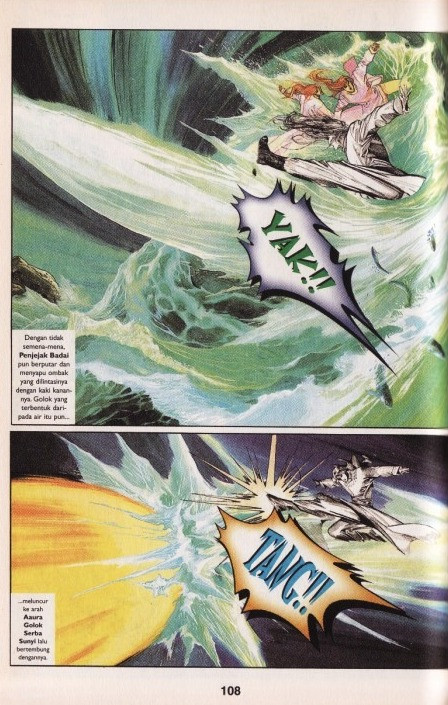 YAK!!
Dengan tidak
semena-mena,
Penjejak Badai
pun berputar dan
menyapu ombak
yang dilintasinya
dengan kaki kanan-
nya. Golok yang
terbentuk dari-
pada air itu pun...
TANG!!
...meluncur
ke arah
Aaura
Golok
Serba
Sunyi lalu
bertembung
dengannya.
108